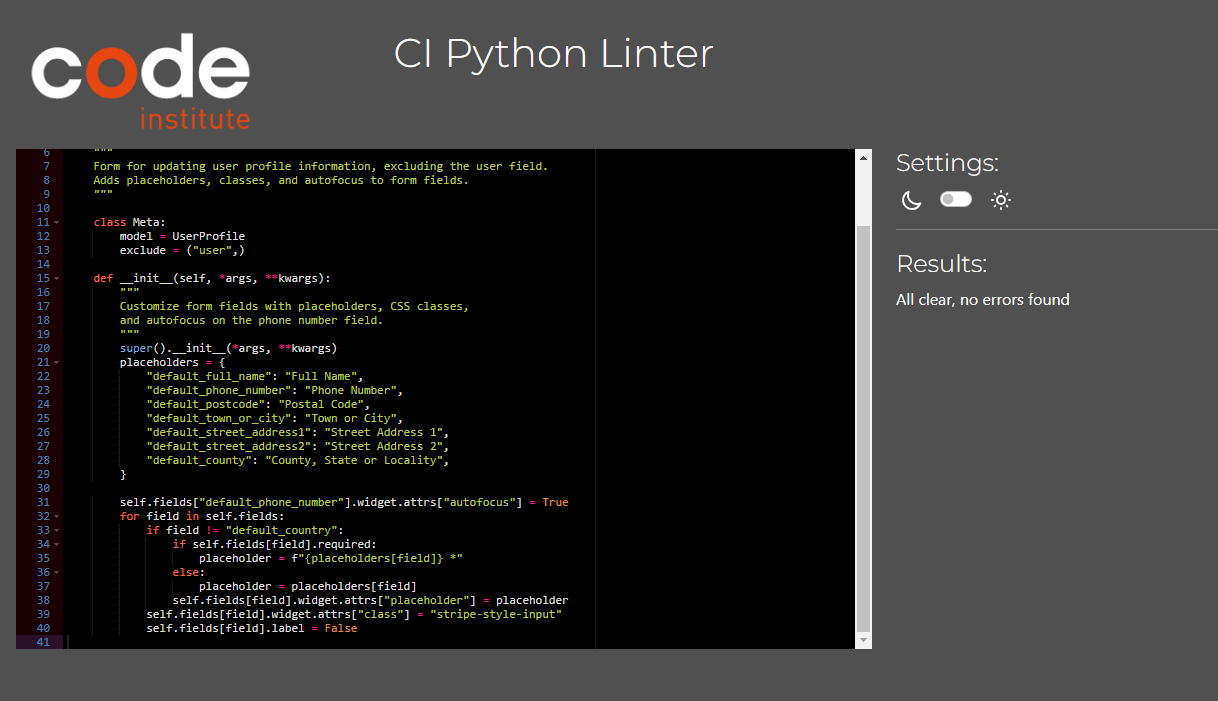 code
institute
CI Python Linter
6 """
7 Form for updating user profile information, excluding the user field.
8 Adds placeholders, classes, and autofocus to form fields.
9 """
10
11 class Meta:
12 model = UserProfile
13 exclude = ("user",)
14
15 def __init__(self, *args, **kwargs):
16 """
17 Customize form fields with placeholders, CSS classes,
18 and autofocus on the phone number field.
19 """
20 super().__init__(*args, **kwargs)
21 placeholders = {
22 "default_full_name": "Full Name",
23 "default_phone_number": "Phone Number",
24 "default_postcode": "Postal Code",
25 "default_town_or_city": "Town or City",
26 "default_street_address1": "Street Address 1",
27 "default_street_address2": "Street Address 2",
28 "default_county": "County, State or Locality",
29 }
30
31 self.fields["default_phone_number"].widget.attrs["autofocus"] = True
32 for field in self.fields:
33 if field != "default_country":
34 if self.fields[field].required:
35 placeholder = f"{placeholders[field]} *"
36 else:
37 placeholder = placeholders[field]
38 self.fields[field].widget.attrs["placeholder"] = placeholder
39 self.fields[field].widget.attrs["class"] = "stripe-style-input"
40 self.fields[field].label = False
41
Settings:
Results:
All clear, no errors found